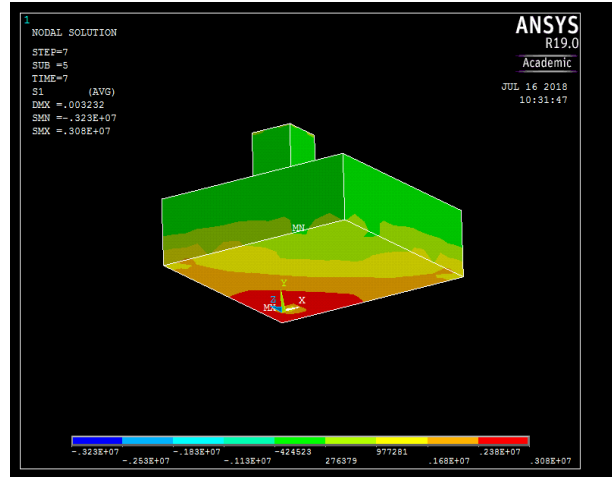 1
NODAL SOLUTION
STEP=7
SUB =5
TIME=7
S1 (AVG)
DMX =.003232
SMN =-.323E+07
SMX =.308E+07
ANSYS
R19.0
Academic
JUL 16 2018
10:31:47
MN
Y
Z
MX X
-.323E+07 -.183E+07 -424523 977281 .238E+07
-.253E+07 -.113E+07 276379 .168E+07 .308E+07